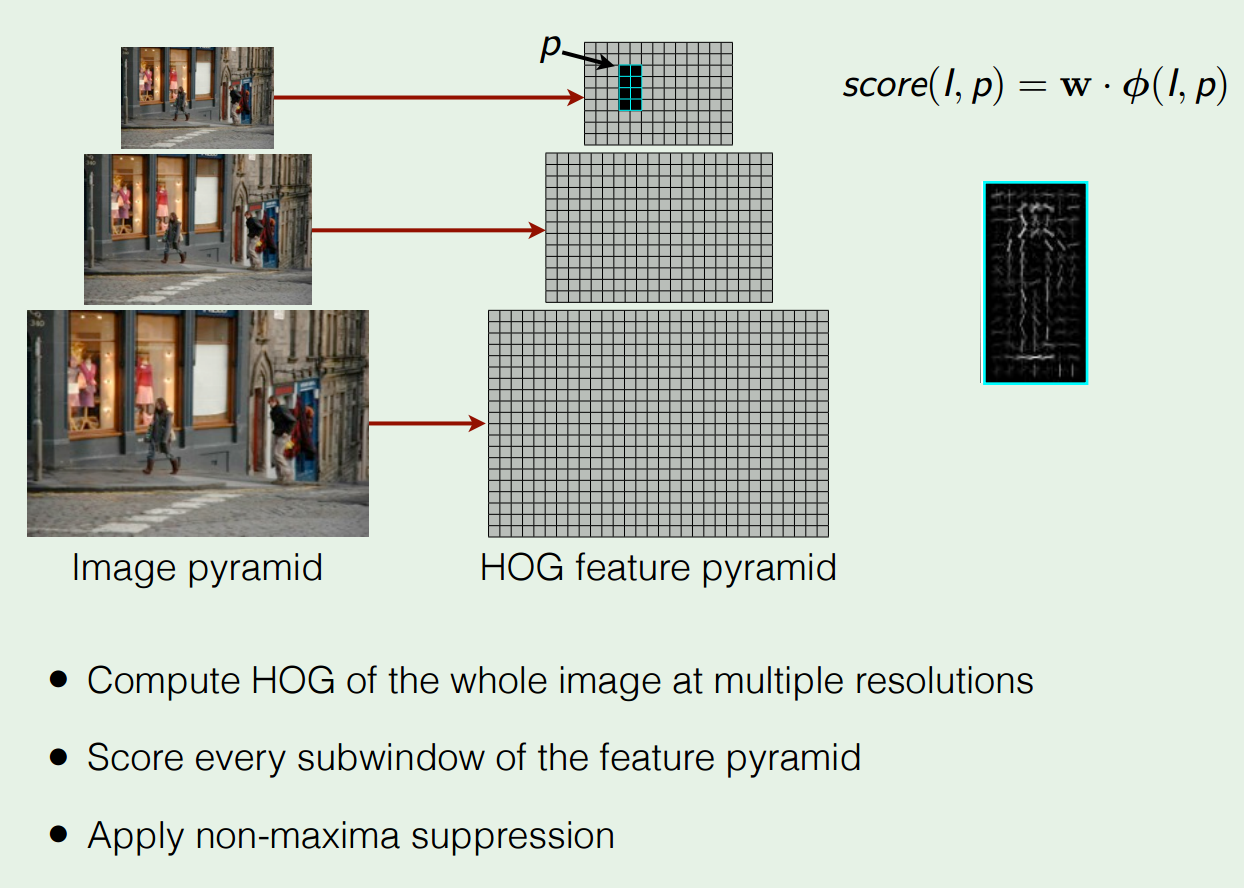 p
score(I, p) = w · ϕ(I, p)
Image pyramid
HOG feature pyramid
● Compute HOG of the whole image at multiple resolutions
● Score every subwindow of the feature pyramid
● Apply non-maxima suppression